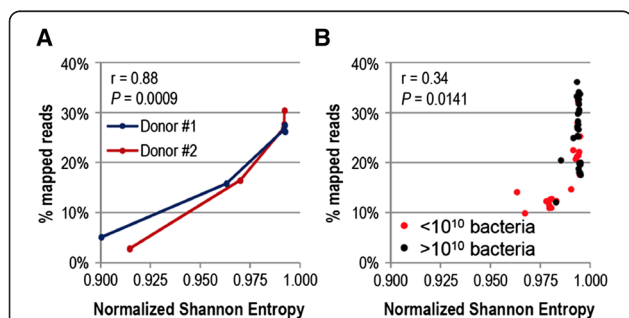 A
40%
30%
20%
10%
0%
% mapped reads
r = 0.88
P = 0.0009
Donor #1
Donor #2
0.900 0.925 0.950 0.975 1.000
Normalized Shannon Entropy
B
40%
30%
20%
10%
0%
% mapped reads
r = 0.34
P = 0.0141
<10¹⁰ bacteria
>10¹⁰ bacteria
0.900 0.925 0.950 0.975 1.000
Normalized Shannon Entropy